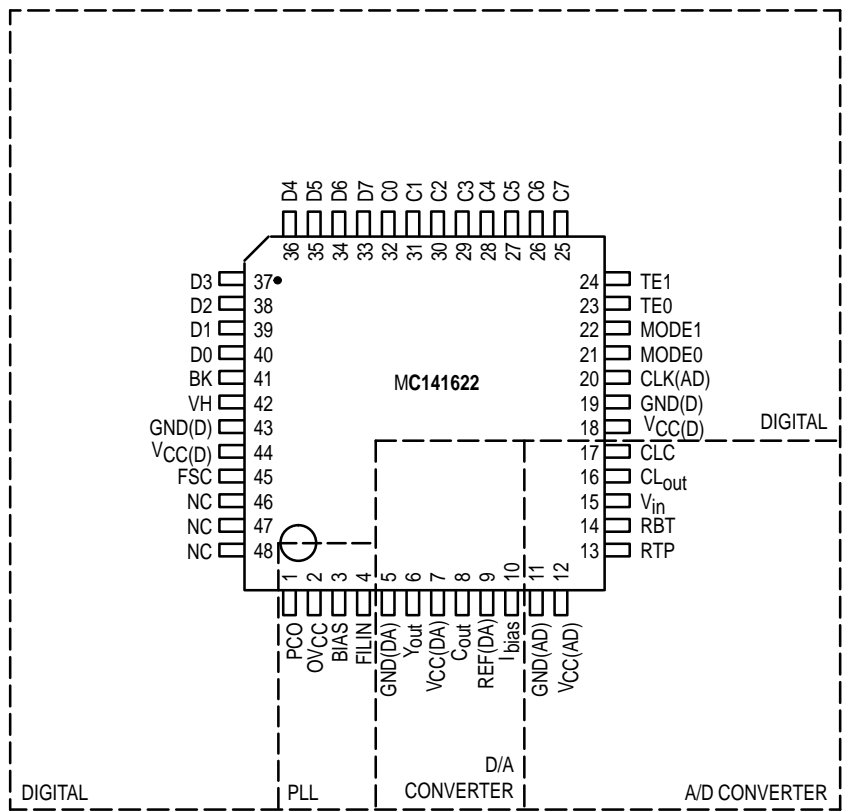 D4 D5 D6 D7 C0 C1 C2 C3 C4 C5 C6 C7
36 35 34 33 32 31 30 29 28 27 26 25
D3 37 24 TE1
D2 38 23 TE0
D1 39 22 MODE1
D0 40 21 MODE0
BK 41 MC141622 20 CLK(AD)
VH 42 19 GND(D)
GND(D) 43 18 VCC(D) DIGITAL
VCC(D) 44 17 CLC
FSC 45 16 CLout
NC 46 15 Vin
NC 47 14 RBT
NC 48 13 RTP
1 2 3 4 5 6 7 8 9 10 11 12
PCO OVCC BIAS FILIN GND(DA) Yout VCC(DA) Cout REF(DA) Ibias GND(AD) VCC(AD)
D/A
DIGITAL PLL CONVERTER A/D CONVERTER